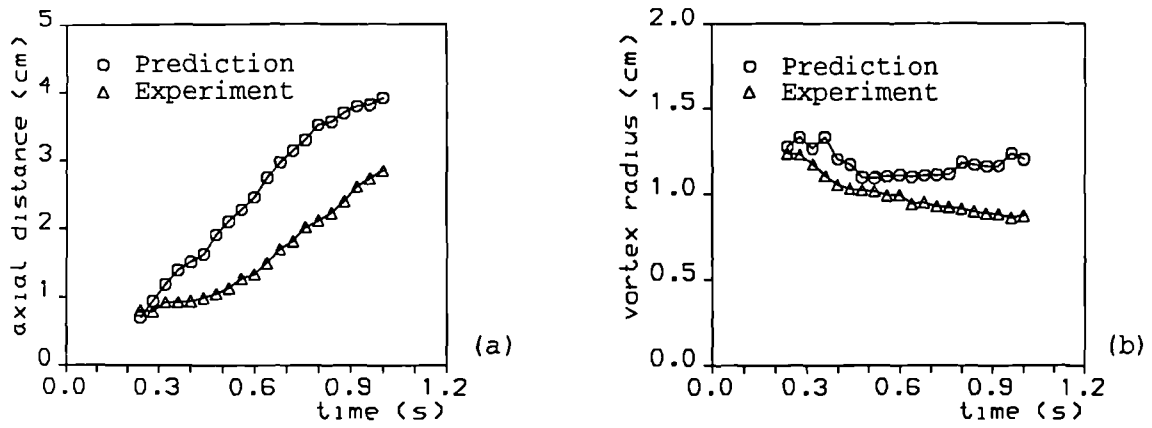 5
4
3
2
1
0
axial distance (cm)
Prediction
Experiment
0.0 0.3 0.6 0.9 1.2
time (s)
(a)
2.0
1.5
1.0
0.5
0.0
vortex radius (cm)
Prediction
Experiment
0.0 0.3 0.6 0.9 1.2
time (s)
(b)